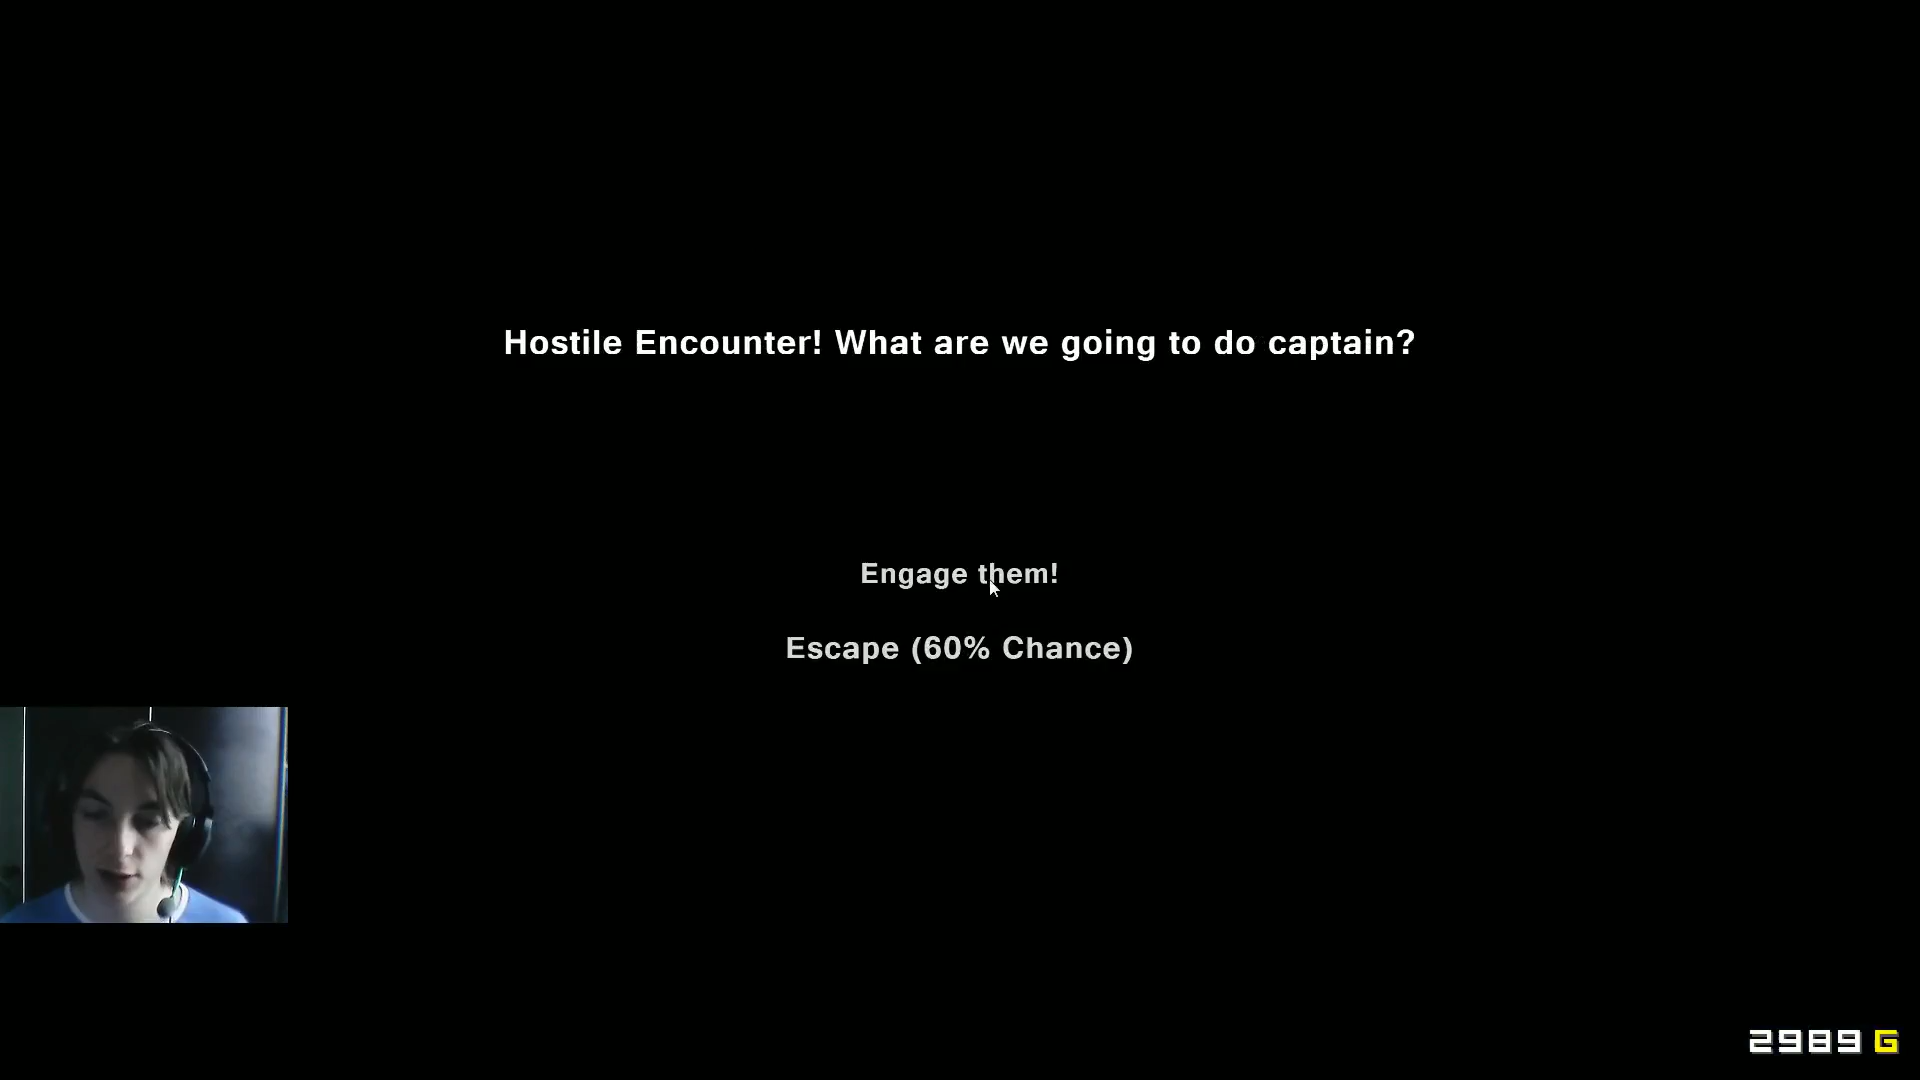 Hostile Encounter! What are we going to do captain?
Engage them!
Escape (60% Chance)
2989 G